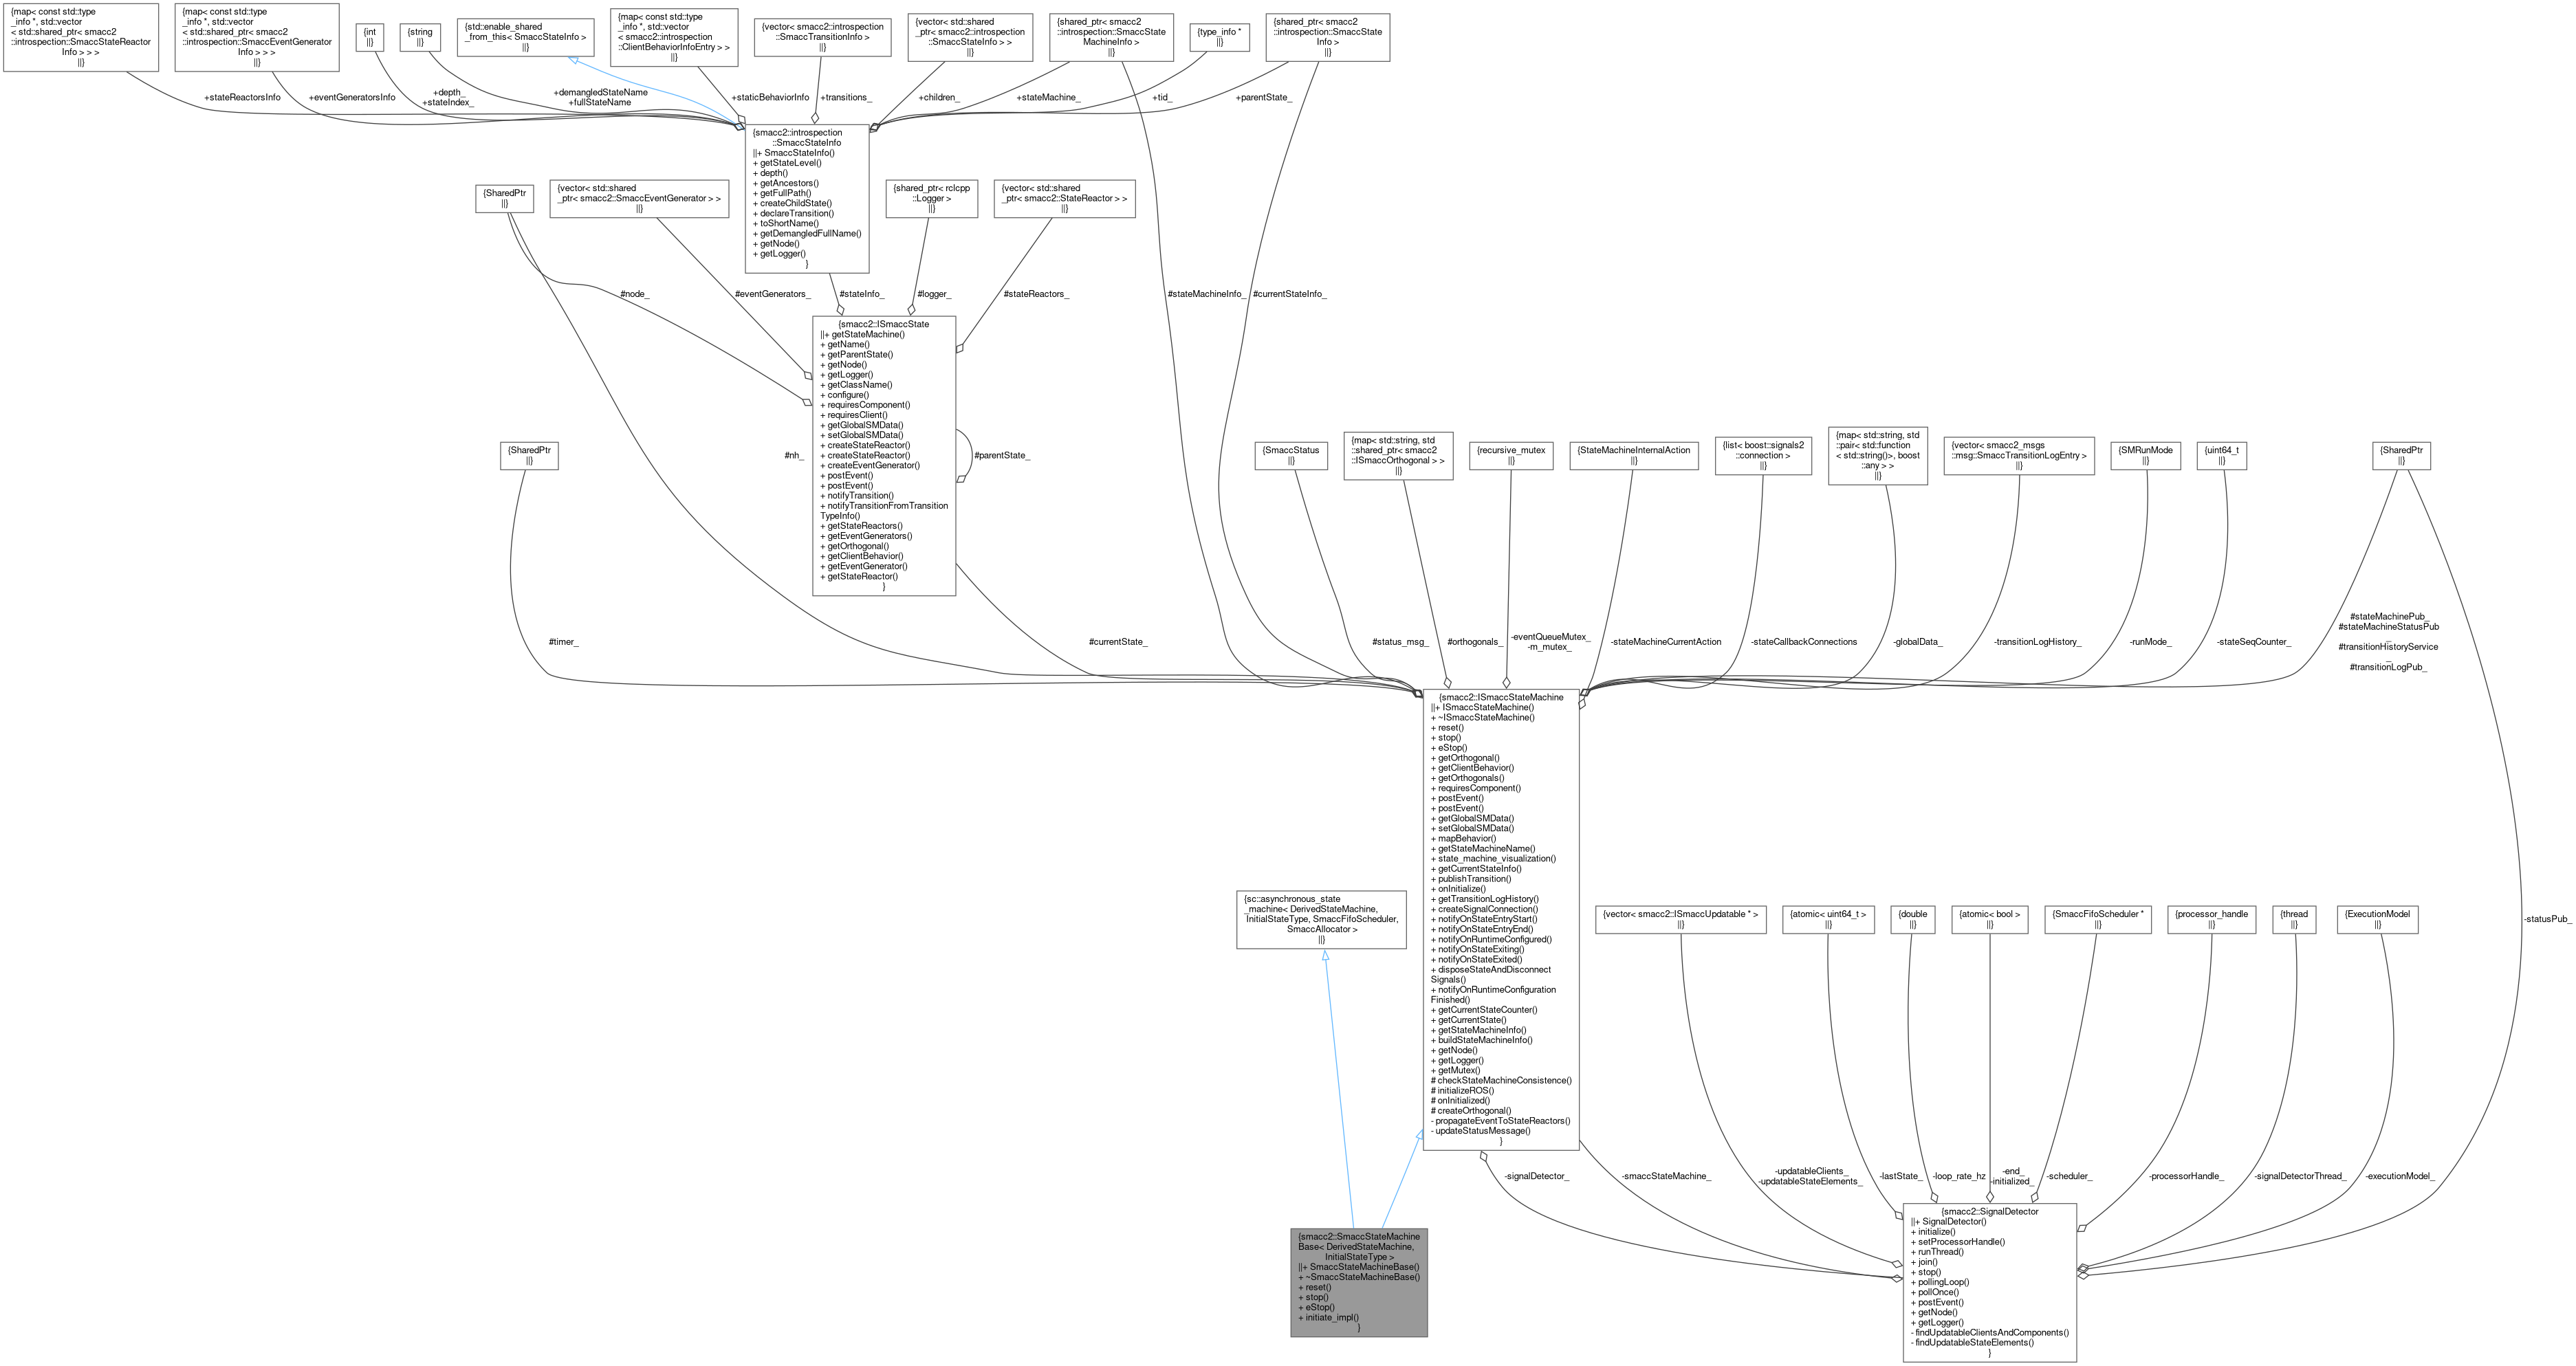 {map< const std::type
_info *, std::vector
< std::shared_ptr< smacc2
::introspection::SmaccStateReactor
Info > > >
||}
{map< const std::type
_info *, std::vector
< std::shared_ptr< smacc2
::introspection::SmaccEventGenerator
Info > > >
||}
{int
||}
{string
||}
{std::enable_shared
_from_this< SmaccStateInfo >
||}
{map< const std::type
_info *, std::vector
< smacc2::introspection
::ClientBehaviorInfoEntry > >
||}
{vector< smacc2::introspection
::SmaccTransitionInfo >
||}
{vector< std::shared
_ptr< smacc2::introspection
::SmaccStateInfo > >
||}
{shared_ptr< smacc2
::introspection::SmaccState
MachineInfo >
||}
{type_info *
||}
{shared_ptr< smacc2
::introspection::SmaccState
Info >
||}
+stateReactorsInfo
+eventGeneratorsInfo
+depth_
+stateIndex_
+demangledStateName
+fullStateName
+staticBehaviorInfo
+transitions_
+children_
+stateMachine_
+tid_
+parentState_
{smacc2::introspection
::SmaccStateInfo
||+ SmaccStateInfo()
+ getStateLevel()
+ depth()
+ getAncestors()
+ getFullPath()
+ createChildState()
+ declareTransition()
+ toShortName()
+ getDemangledFullName()
+ getNode()
+ getLogger()
}
{SharedPtr
||}
{vector< std::shared
_ptr< smacc2::SmaccEventGenerator > >
||}
{shared_ptr< rclcpp
::Logger >
||}
{vector< std::shared
_ptr< smacc2::StateReactor > >
||}
#node_
#eventGenerators_
#stateInfo_
#logger_
#stateReactors_
#stateMachineInfo_
#currentStateInfo_
{smacc2::ISmaccState
||+ getStateMachine()
+ getName()
+ getParentState()
+ getNode()
+ getLogger()
+ getClassName()
+ configure()
+ requiresComponent()
+ requiresClient()
+ getGlobalSMData()
+ setGlobalSMData()
+ createStateReactor()
+ createStateReactor()
+ createEventGenerator()
+ postEvent()
+ postEvent()
+ notifyTransition()
+ notifyTransitionFromTransition
TypeInfo()
+ getStateReactors()
+ getEventGenerators()
+ getOrthogonal()
+ getClientBehavior()
+ getEventGenerator()
+ getStateReactor()
}
#nh_
#parentState_
{SharedPtr
||}
{SmaccStatus
||}
{map< std::string, std
::shared_ptr< smacc2
::ISmaccOrthogonal > >
||}
{recursive_mutex
||}
{StateMachineInternalAction
||}
{list< boost::signals2
::connection >
||}
{map< std::string, std
::pair< std::function
< std::string()>, boost
::any > >
||}
{vector< smacc2_msgs
::msg::SmaccTransitionLogEntry >
||}
{SMRunMode
||}
{uint64_t
||}
{SharedPtr
||}
#timer_
#currentState_
#status_msg_
#orthogonals_
-eventQueueMutex_
-m_mutex_
-stateMachineCurrentAction
-stateCallbackConnections
-globalData_
-transitionLogHistory_
-runMode_
-stateSeqCounter_
#stateMachinePub_
#stateMachineStatusPub
_
#transitionHistoryService
_
#transitionLogPub_
{smacc2::ISmaccStateMachine
||+ ISmaccStateMachine()
+ ~ISmaccStateMachine()
+ reset()
+ stop()
+ eStop()
+ getOrthogonal()
+ getClientBehavior()
+ getOrthogonals()
+ requiresComponent()
+ postEvent()
+ postEvent()
+ getGlobalSMData()
+ setGlobalSMData()
+ mapBehavior()
+ getStateMachineName()
+ state_machine_visualization()
+ getCurrentStateInfo()
+ publishTransition()
+ onInitialize()
+ getTransitionLogHistory()
+ createSignalConnection()
+ notifyOnStateEntryStart()
+ notifyOnStateEntryEnd()
+ notifyOnRuntimeConfigured()
+ notifyOnStateExiting()
+ notifyOnStateExited()
+ disposeStateAndDisconnect
Signals()
+ notifyOnRuntimeConfiguration
Finished()
+ getCurrentStateCounter()
+ getCurrentState()
+ getStateMachineInfo()
+ buildStateMachineInfo()
+ getNode()
+ getLogger()
+ getMutex()
# checkStateMachineConsistence()
# initializeROS()
# onInitialized()
# createOrthogonal()
- propagateEventToStateReactors()
- updateStatusMessage()
}
{sc::asynchronous_state
_machine< DerivedStateMachine,
InitialStateType, SmaccFifoScheduler,
SmaccAllocator >
||}
{vector< smacc2::ISmaccUpdatable * >
||}
{atomic< uint64_t >
||}
{double
||}
{atomic< bool >
||}
{SmaccFifoScheduler *
||}
{processor_handle
||}
{thread
||}
{ExecutionModel
||}
-statusPub_
-signalDetector_
-smaccStateMachine_
-updatableClients_
-updatableStateElements_
-lastState_
-loop_rate_hz
-end_
-initialized_
-scheduler_
-processorHandle_
-signalDetectorThread_
-executionModel_
{smacc2::SmaccStateMachine
Base< DerivedStateMachine,
InitialStateType >
||+ SmaccStateMachineBase()
+ ~SmaccStateMachineBase()
+ reset()
+ stop()
+ eStop()
+ initiate_impl()
}
{smacc2::SignalDetector
||+ SignalDetector()
+ initialize()
+ setProcessorHandle()
+ runThread()
+ join()
+ stop()
+ pollingLoop()
+ pollOnce()
+ postEvent()
+ getNode()
+ getLogger()
- findUpdatableClientsAndComponents()
- findUpdatableStateElements()
}